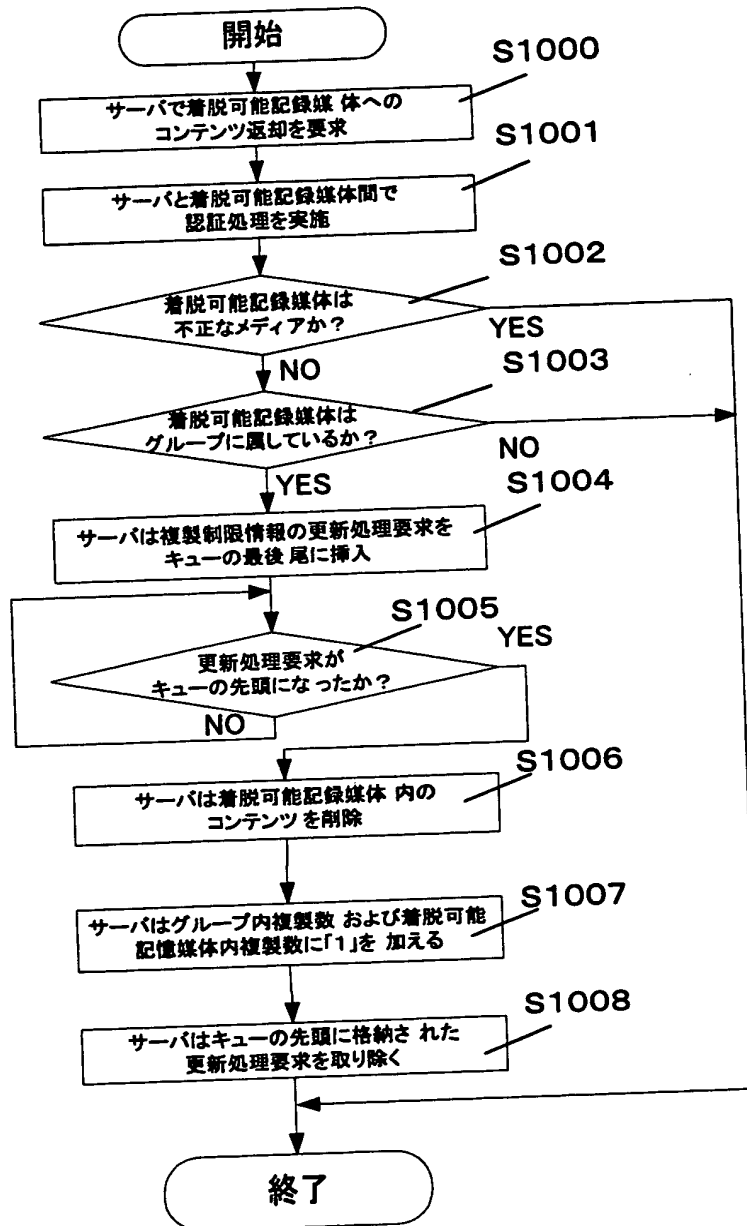 開始
S1000
サーバで着脱可能記録媒 体への
コンテンツ返却を要求
S1001
サーバと着脱可能記録媒体間で
認証処理を実施
S1002
着脱可能記録媒体は
不正なメディアか？
YES
NO
S1003
着脱可能記録媒体は
グループに属しているか？
NO
YES
S1004
サーバは複製制限情報の更新処理要求を
キューの最後 尾に挿入
S1005
YES
更新処理要求が
キューの先頭にな ったか？
NO
S1006
サーバは着脱可能記録媒体 内の
コンテンツを削除
S1007
サーバはグループ内複製数 および着脱可能
記憶媒体内複製数に「1」を 加える
S1008
サーバはキューの先頭に格納さ れた
更新処理要求を取り除く
終了